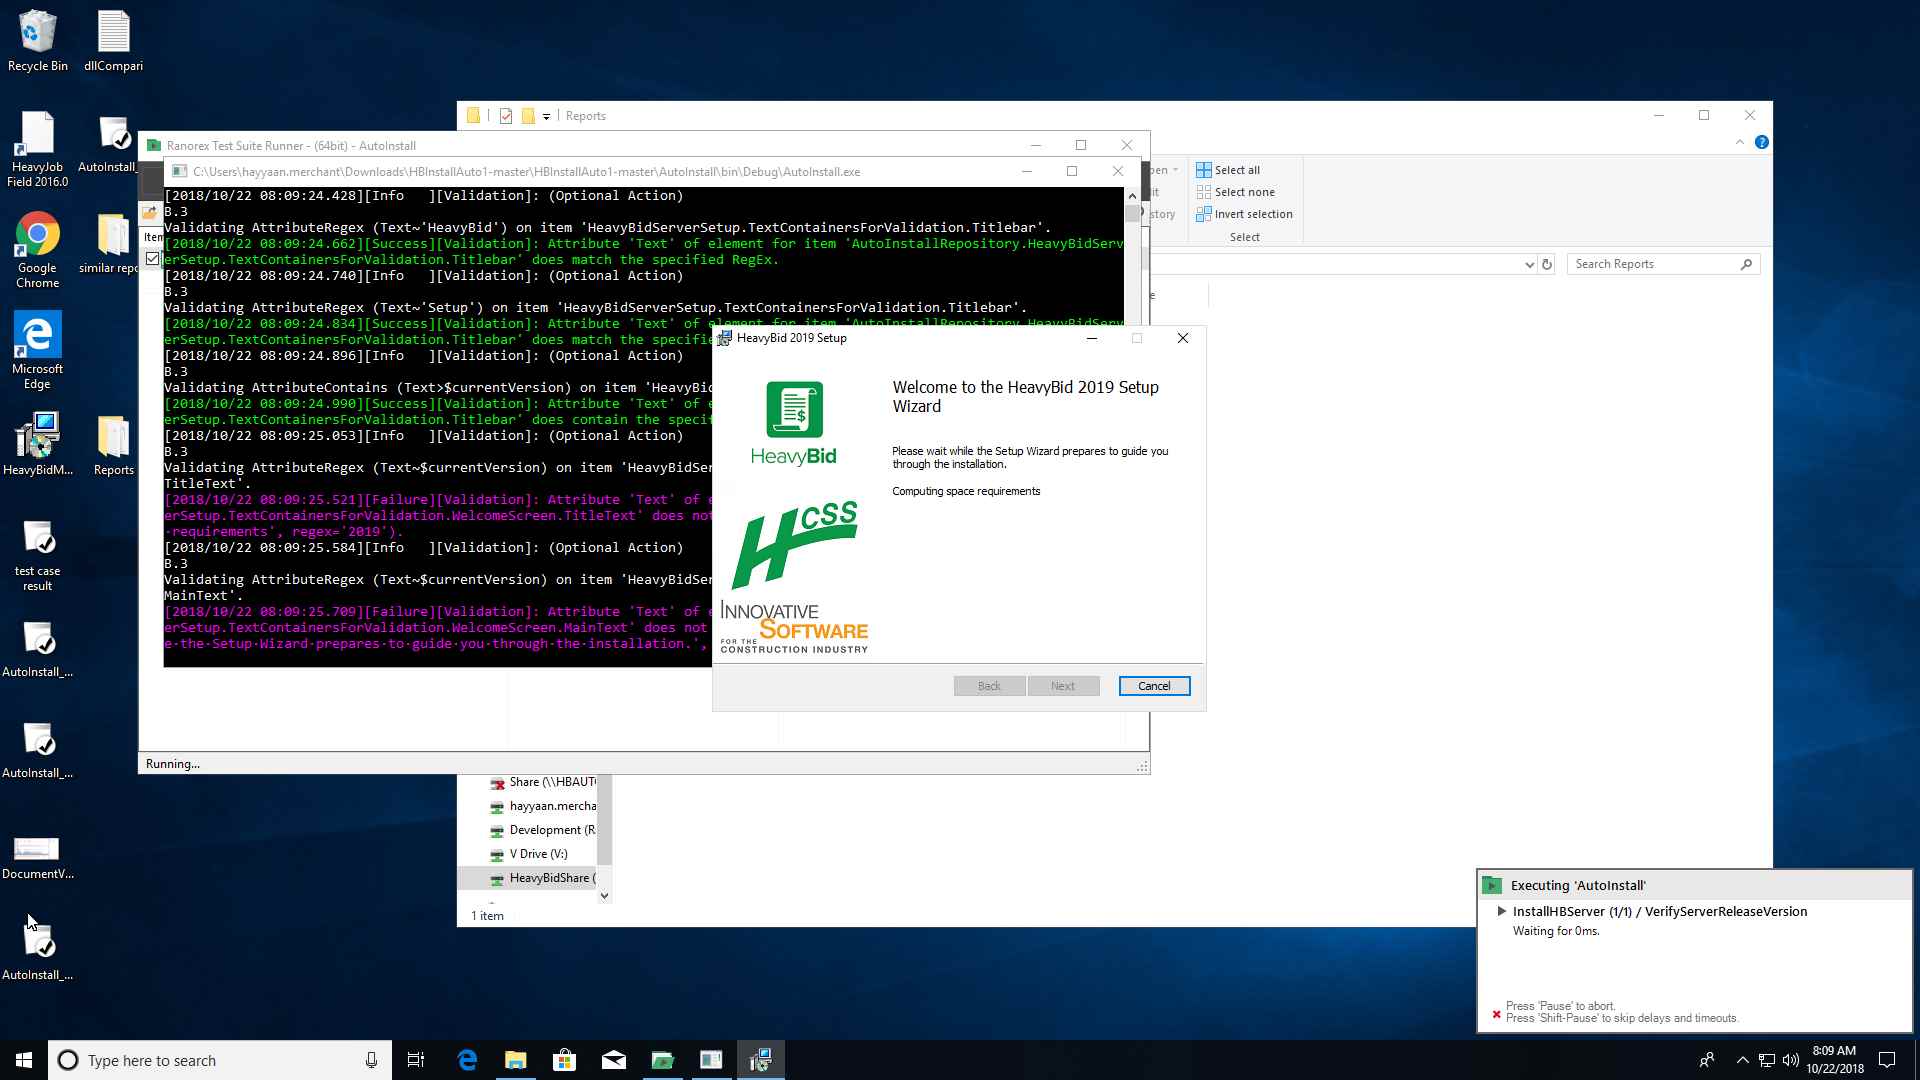 Recycle Bin
dllCompari
HeavyJob
Field 2016.0
AutoInstall_
Google
Chrome
similar repo
Microsoft
Edge
HeavyBidM...
Reports
test case
result
AutoInstall_...
AutoInstall_...
DocumentV...
AutoInstall_...
Reports
Select all
Select none
Invert selection
Select
story
Search Reports
Ranorex Test Suite Runner - (64bit) - AutoInstall
Item
C:\Users\hayyaan.merchant\Downloads\HBInstallAuto1-master\HBInstallAuto1-master\AutoInstall\bin\Debug\AutoInstall.exe
[2018/10/22 08:09:24.428][Info   ][Validation]: (Optional Action)
B.3
Validating AttributeRegex (Text~'HeavyBid') on item 'HeavyBidServerSetup.TextContainersForValidation.Titlebar'.
[2018/10/22 08:09:24.662][Success][Validation]: Attribute 'Text' of element for item 'AutoInstallRepository.HeavyBidServ
erSetup.TextContainersForValidation.Titlebar' does match the specified RegEx.
[2018/10/22 08:09:24.740][Info   ][Validation]: (Optional Action)
B.3
Validating AttributeRegex (Text~'Setup') on item 'HeavyBidServerSetup.TextContainersForValidation.Titlebar'.
[2018/10/22 08:09:24.834][Success][Validation]: Attribute 'Text' of element for item 'AutoInstallRepository.HeavyBidServ
erSetup.TextContainersForValidation.Titlebar' does match the specifie
[2018/10/22 08:09:24.896][Info   ][Validation]: (Optional Action)
B.3
Validating AttributeContains (Text>$currentVersion) on item 'HeavyBid
[2018/10/22 08:09:24.990][Success][Validation]: Attribute 'Text' of e
erSetup.TextContainersForValidation.Titlebar' does contain the specif
[2018/10/22 08:09:25.053][Info   ][Validation]: (Optional Action)
B.3
Validating AttributeRegex (Text~$currentVersion) on item 'HeavyBidSer
TitleText'.
[2018/10/22 08:09:25.521][Failure][Validation]: Attribute 'Text' of e
erSetup.TextContainersForValidation.WelcomeScreen.TitleText' does not
·requirements', regex='2019').
[2018/10/22 08:09:25.584][Info   ][Validation]: (Optional Action)
B.3
Validating AttributeRegex (Text~$currentVersion) on item 'HeavyBidSer
MainText'.
[2018/10/22 08:09:25.709][Failure][Validation]: Attribute 'Text' of e
erSetup.TextContainersForValidation.WelcomeScreen.MainText' does not
e·the·Setup·Wizard·prepares·to·guide·you·through·the·installation.',
Running...
HeavyBid 2019 Setup
HeavyBid
HCSS
INNOVATIVE
SOFTWARE
FOR THE
CONSTRUCTION INDUSTRY
Welcome to the HeavyBid 2019 Setup
Wizard
Please wait while the Setup Wizard prepares to guide you
through the installation.
Computing space requirements
Back
Next
Cancel
Share (\\HBAUT
hayyaan.mercha
Development (R
V Drive (V:)
HeavyBidShare (
1 item
Executing 'AutoInstall'
InstallHBServer (1/1) / VerifyServerReleaseVersion
Waiting for 0ms.
Press 'Pause' to abort.
Press 'Shift-Pause' to skip delays and timeouts.
Type here to search
8:09 AM
10/22/2018